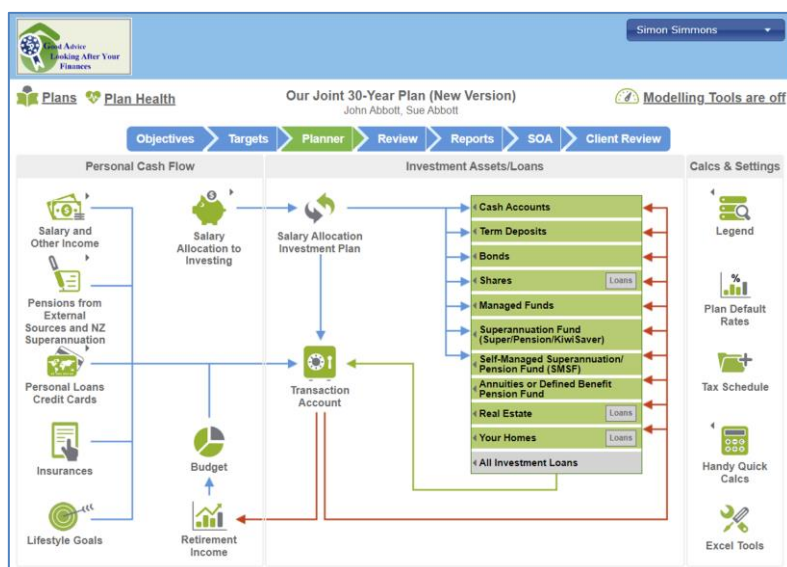 Good Advice
Looking After Your
Finances
Simon Simmons
Plans
Plan Health
Our Joint 30-Year Plan (New Version)
John Abbott, Sue Abbott
Modelling Tools are off
Objectives
Targets
Planner
Review
Reports
SOA
Client Review
Personal Cash Flow
Investment Assets/Loans
Calcs & Settings
Salary and
Other Income
Salary
Allocation to
Investing
Salary Allocation
Investment Plan
Cash Accounts
Term Deposits
Bonds
Shares
Loans
Managed Funds
Superannuation Fund
(Super/Pension/KiwiSaver)
Self-Managed Superannuation/
Pension Fund (SMSF)
Annuities or Defined Benefit
Pension Fund
Real Estate
Loans
Your Homes
Loans
All Investment Loans
Legend
Pensions from
External
Sources and NZ
Superannuation
%
Plan Default
Rates
Personal Loans
Credit Cards
Transaction
Account
Tax Schedule
Insurances
Budget
Handy Quick
Calcs
Lifestyle Goals
Retirement
Income
Excel Tools